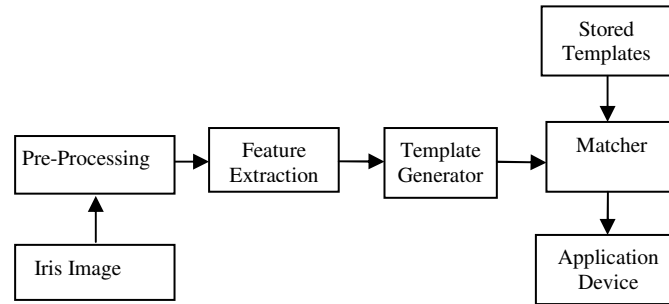 Stored
Templates
Pre-Processing
Feature
Extraction
Template
Generator
Matcher
Iris Image
Application
Device